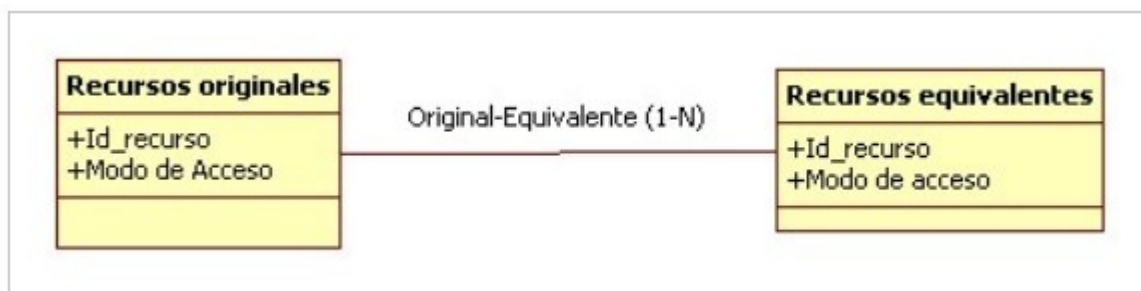 Recursos originales
+Id_recurso
+Modo de Acceso
Original-Equivalente (1-N)
Recursos equivalentes
+Id_recurso
+Modo de acceso